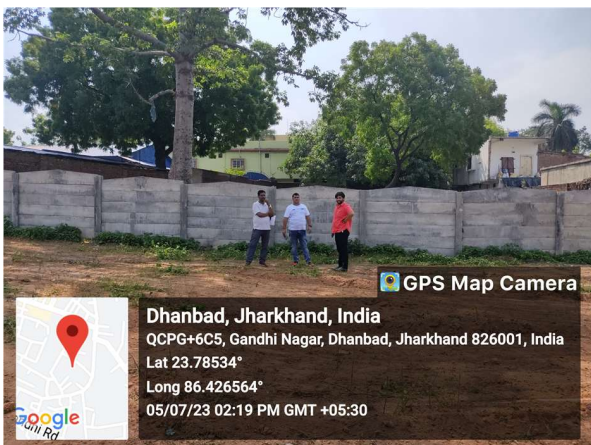 GPS Map Camera
Dhanbad, Jharkhand, India
QCPG+6C5, Gandhi Nagar, Dhanbad, Jharkhand 826001, India
Lat 23.78534°
Long 86.426564°
05/07/23 02:19 PM GMT +05:30
Google
Rd